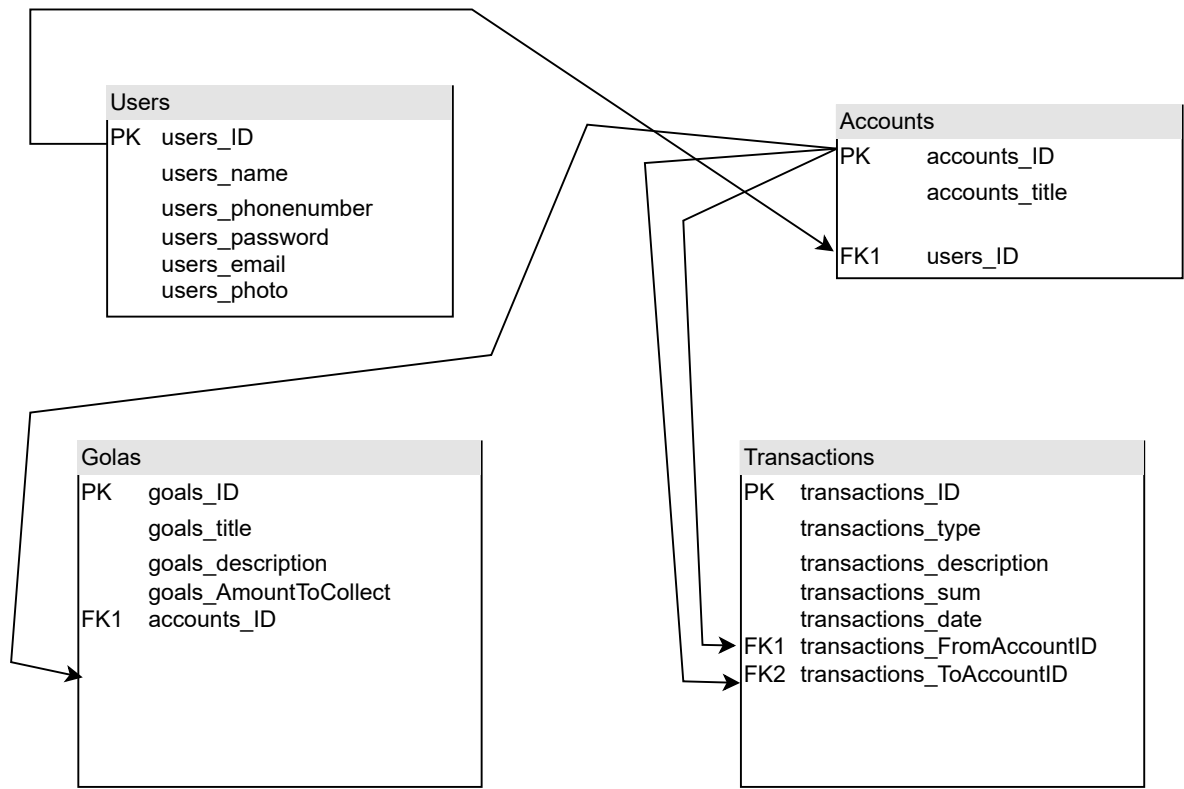 Users
PK users_ID
users_name
users_phonenumber
users_password
users_email
users_photo
Accounts
PK accounts_ID
accounts_title
FK1 users_ID
Golas
PK goals_ID
goals_title
goals_description
goals_AmountToCollect
FK1 accounts_ID
Transactions
PK transactions_ID
transactions_type
transactions_description
transactions_sum
transactions_date
FK1 transactions_FromAccountID
FK2 transactions_ToAccountID